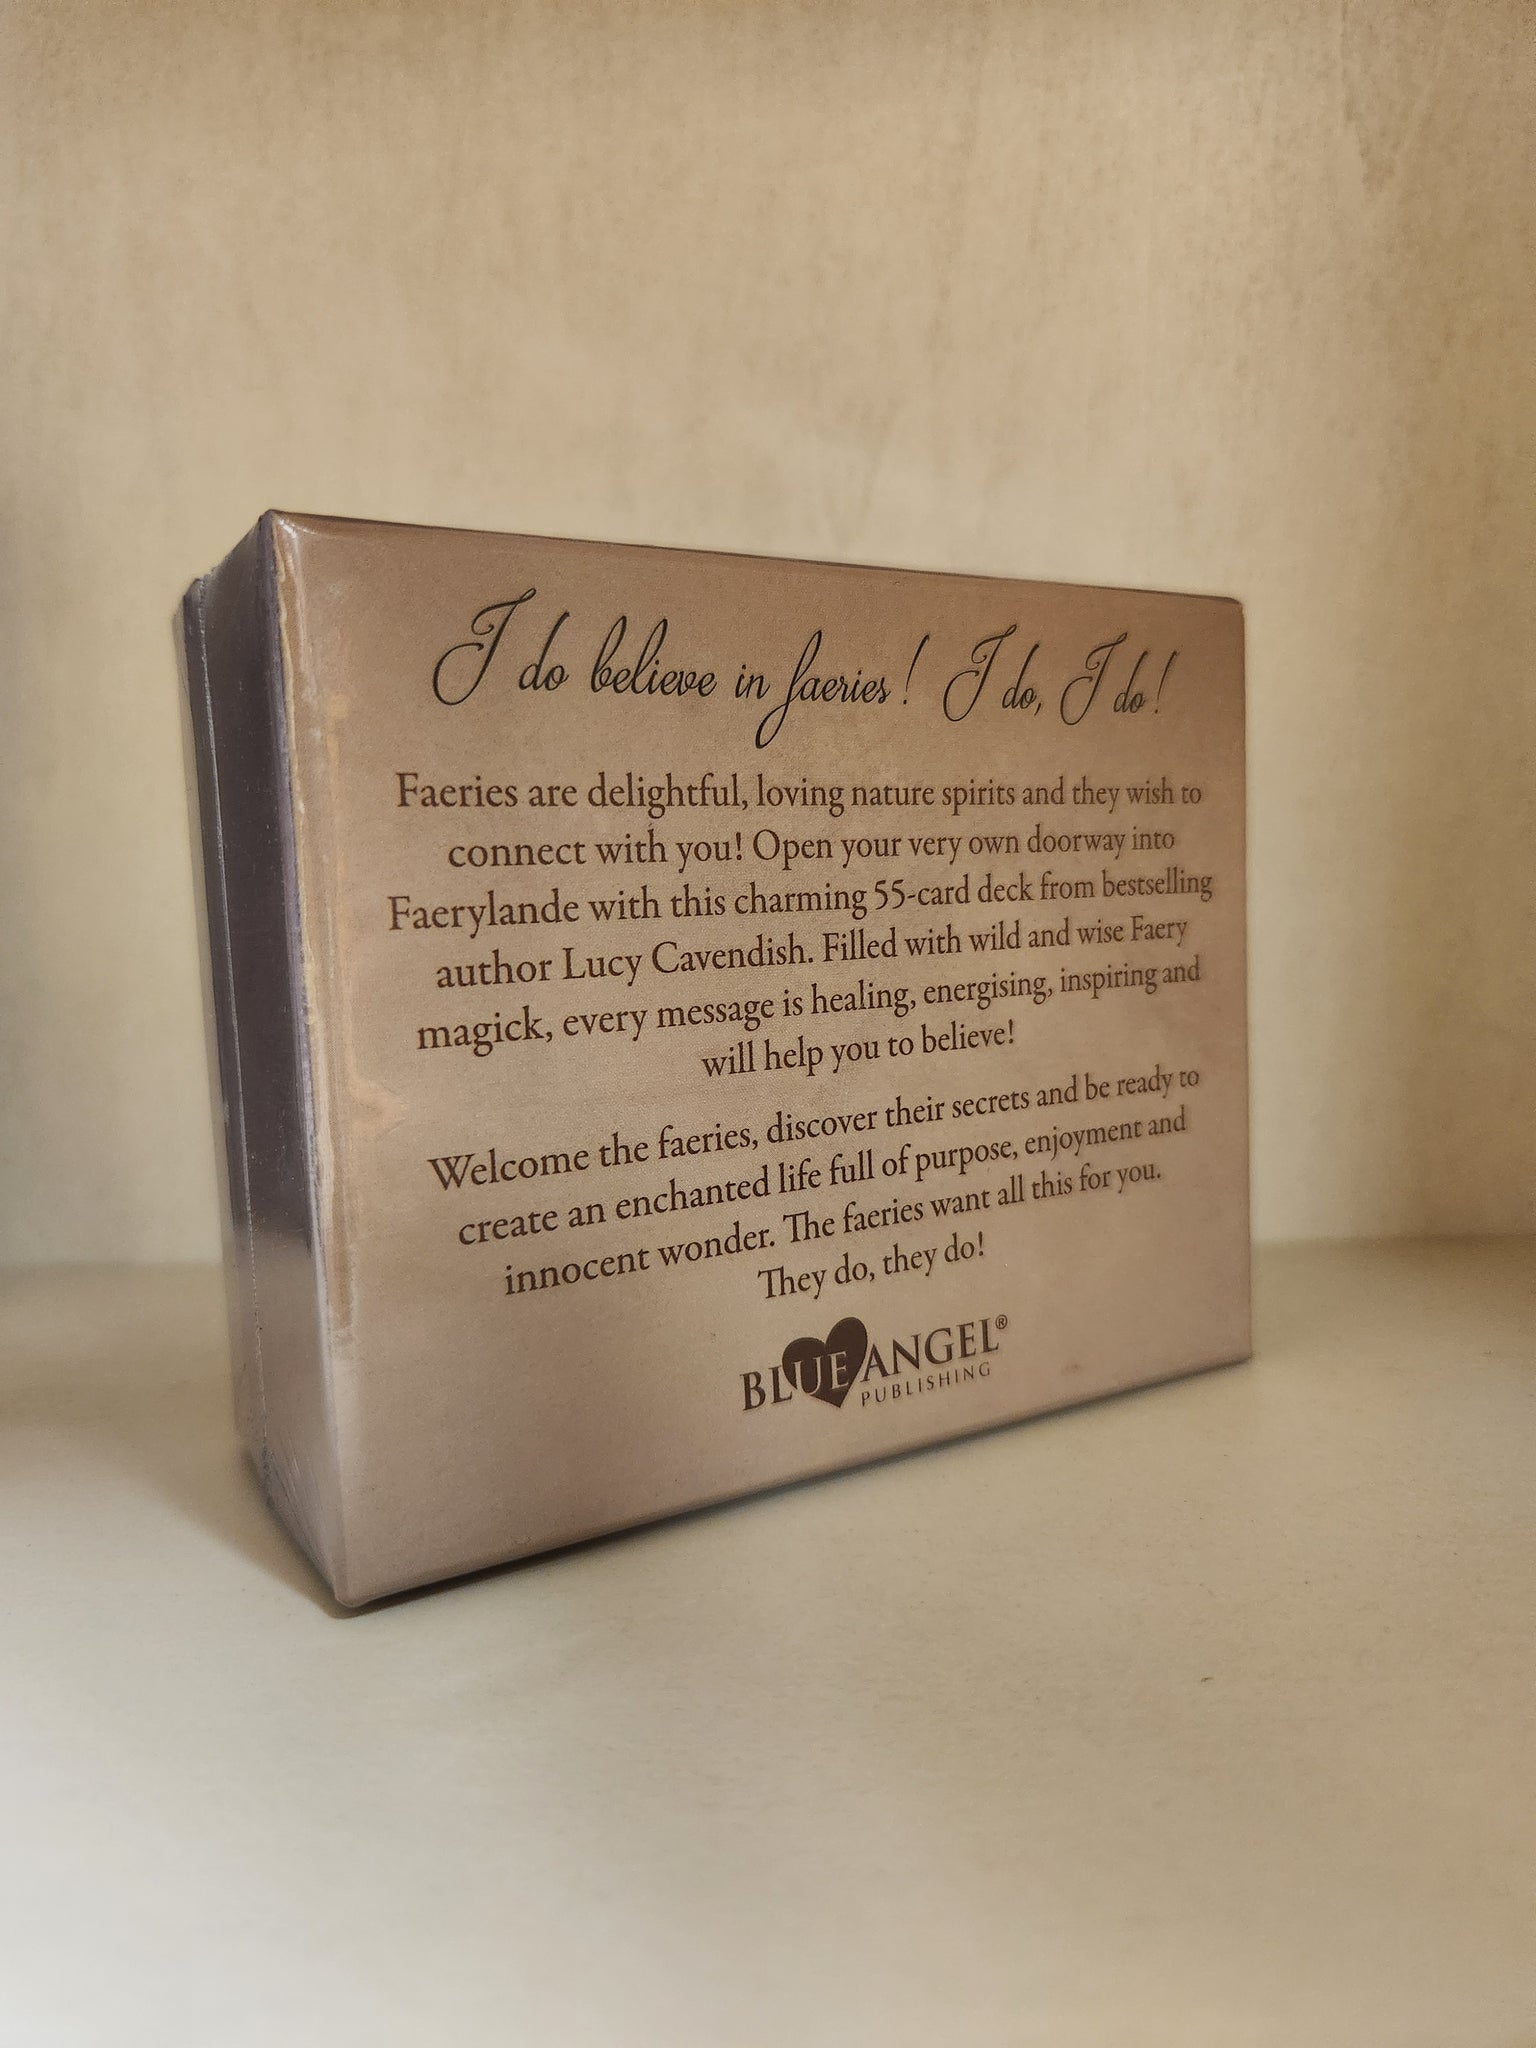 I do believe in faeries! I do, I do!
Faeries are delightful, loving nature spirits and they wish to
connect with you! Open your very own doorway into
Faerylande with this charming 55-card deck from bestselling
author Lucy Cavendish. Filled with wild and wise Faery
magick, every message is healing, energising, inspiring and
will help you to believe!
Welcome the faeries, discover their secrets and be ready to
create an enchanted life full of purpose, enjoyment and
innocent wonder. The faeries want all this for you.
They do, they do!
BLUE ANGEL®
PUBLISHING